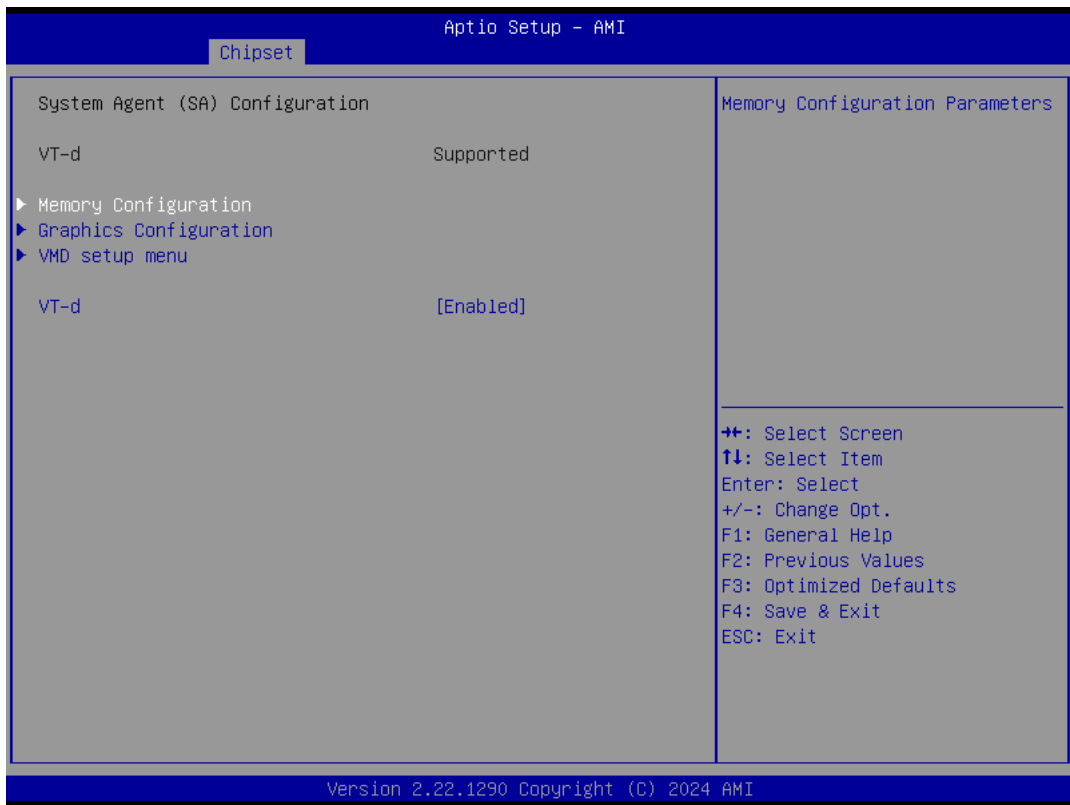 Aptio Setup – AMI
Chipset
System Agent (SA) Configuration
VT-d Supported
▶ Memory Configuration
▶ Graphics Configuration
▶ VMD setup menu
VT-d [Enabled]
Memory Configuration Parameters
→←: Select Screen
↑↓: Select Item
Enter: Select
+/-: Change Opt.
F1: General Help
F2: Previous Values
F3: Optimized Defaults
F4: Save & Exit
ESC: Exit
Version 2.22.1290 Copyright (C) 2024 AMI